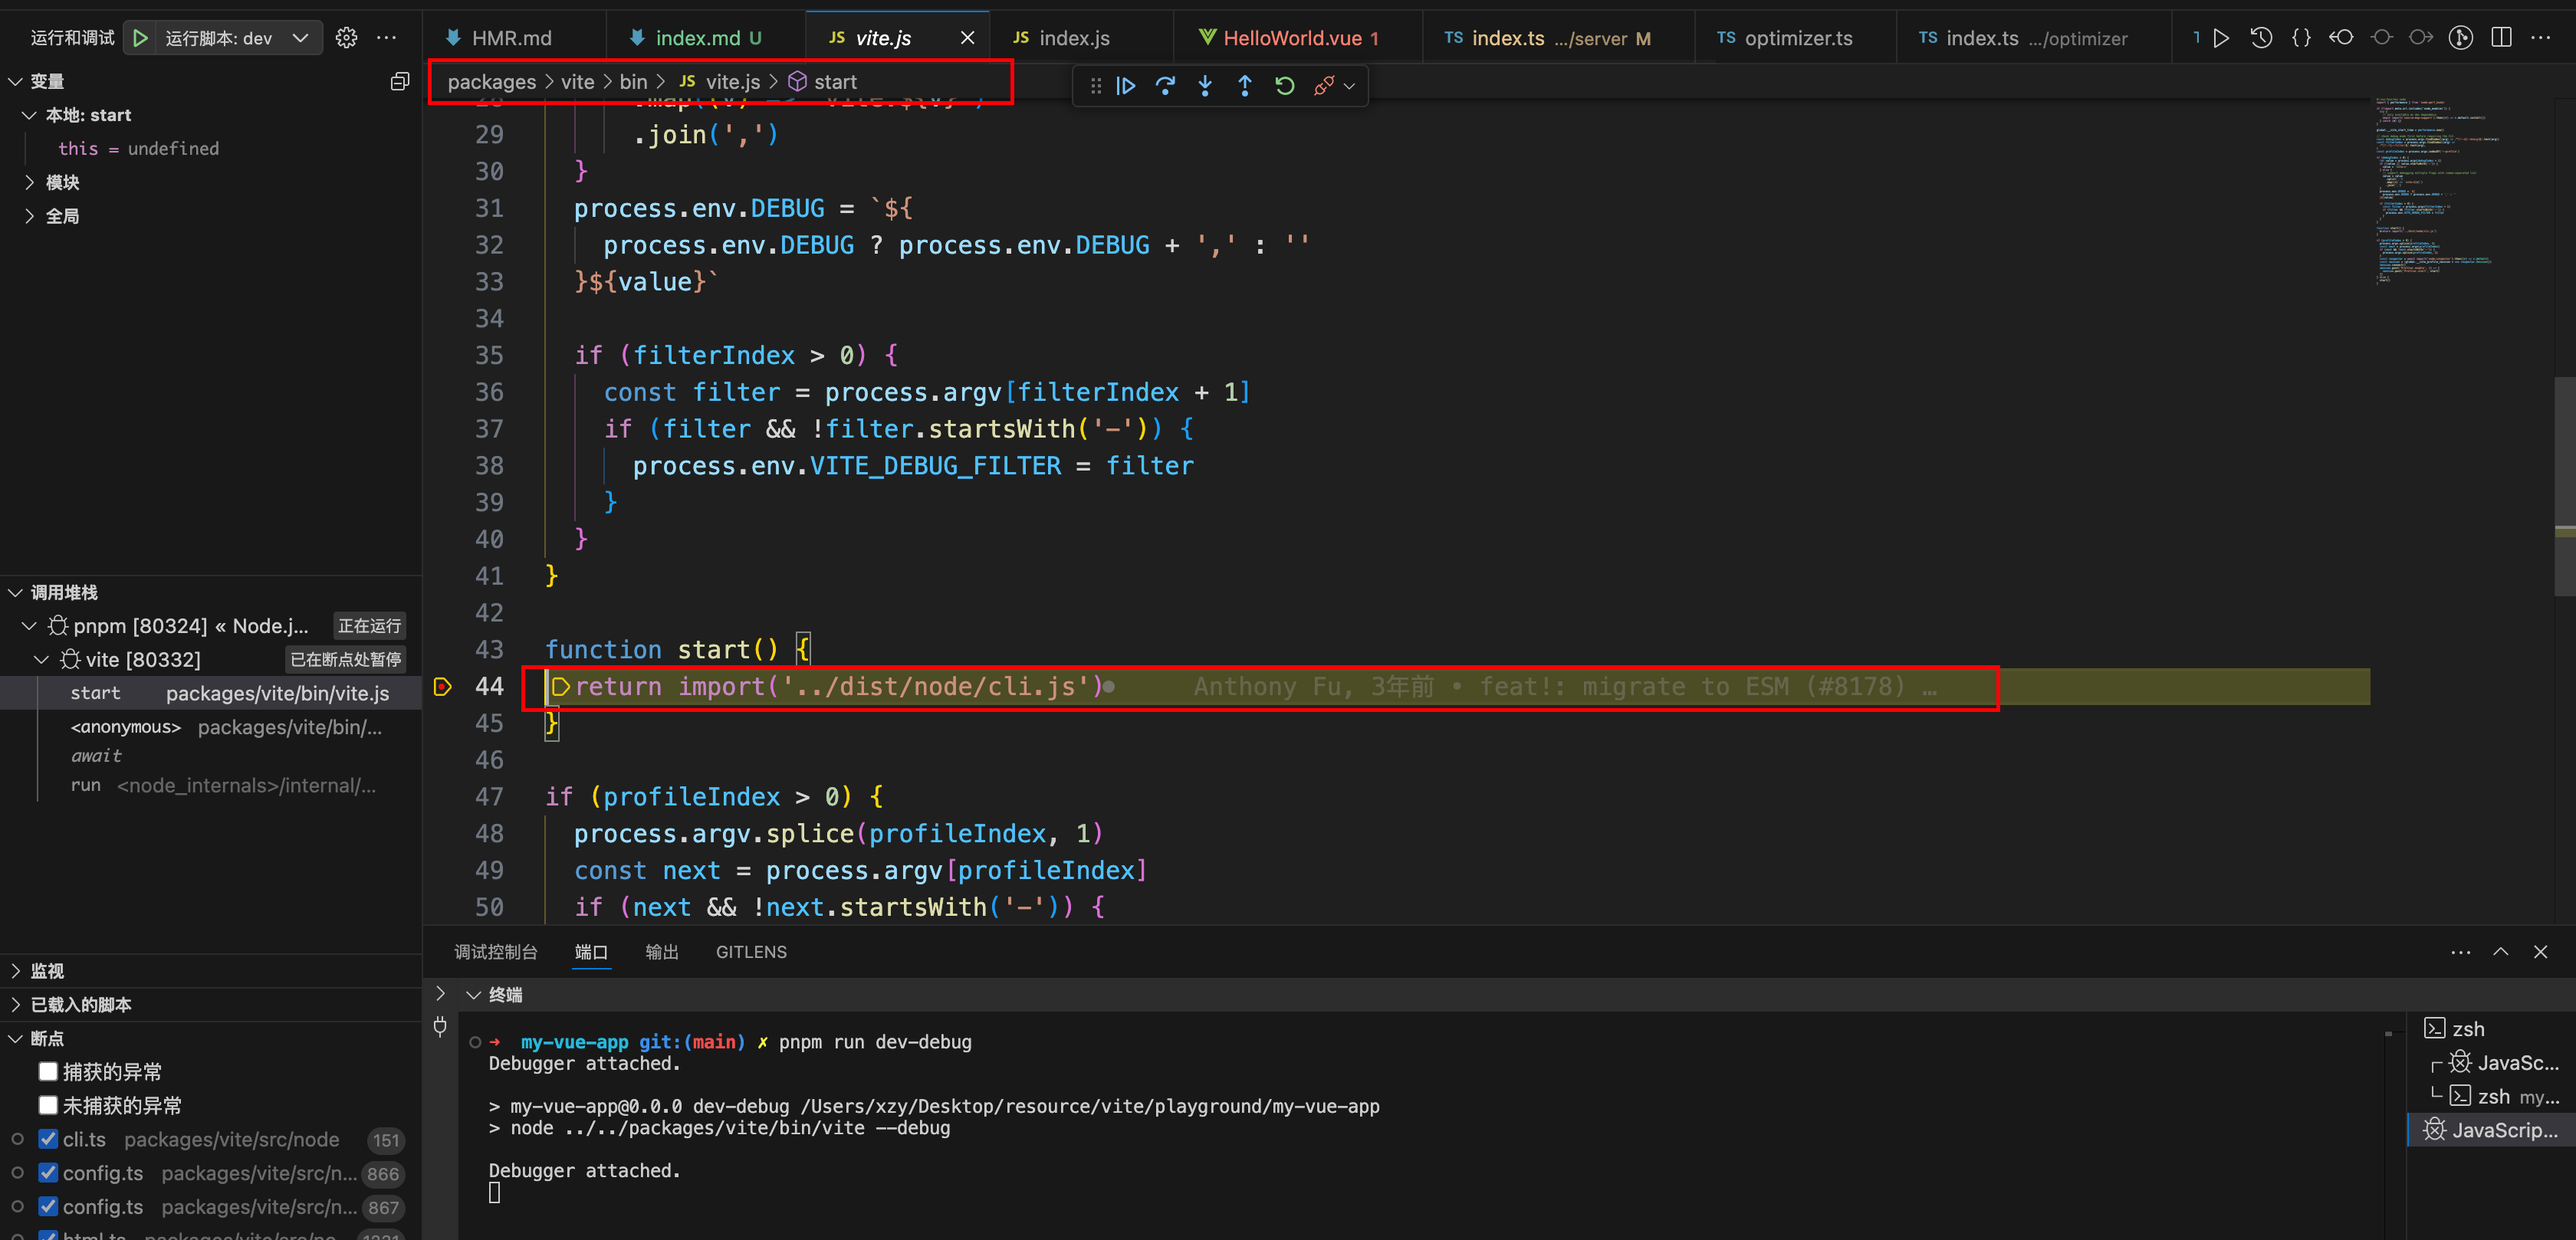 运行和调试 运行脚本: dev
HMR.md
index.md U
JS vite.js
JS index.js
HelloWorld.vue 1
TS index.ts .../server M
TS optimizer.ts
TS index.ts .../optimizer
变量
本地: start
this = undefined
模块
全局
packages > vite > bin > JS vite.js > start
29 .join(',')
30 }
31 process.env.DEBUG = `${
32 process.env.DEBUG ? process.env.DEBUG + ',' : ''
33 }${value}`
34
35 if (filterIndex > 0) {
36 const filter = process.argv[filterIndex + 1]
37 if (filter && !filter.startsWith('-')) {
38 process.env.VITE_DEBUG_FILTER = filter
39 }
40 }
41 }
42
43 function start() {
44 return import('../dist/node/cli.js') Anthony Fu, 3年前 • feat!: migrate to ESM (#8178) …
45 }
46
47 if (profileIndex > 0) {
48 process.argv.splice(profileIndex, 1)
49 const next = process.argv[profileIndex]
50 if (next && !next.startsWith('-')) {
调用堆栈
pnpm [80324] « Node.j... 正在运行
vite [80332] 已在断点处暂停
start packages/vite/bin/vite.js
<anonymous> packages/vite/bin/...
await
run <node_internals>/internal/...
监视
已载入的脚本
断点
捕获的异常
未捕获的异常
cli.ts packages/vite/src/node 151
config.ts packages/vite/src/n... 866
config.ts packages/vite/src/n... 867
调试控制台 端口 输出 GITLENS
终端
➜ my-vue-app git:(main) ✗ pnpm run dev-debug
Debugger attached.
> my-vue-app@0.0.0 dev-debug /Users/xzy/Desktop/resource/vite/playground/my-vue-app
> node ../../packages/vite/bin/vite --debug
Debugger attached.
zsh
JavaSc...
zsh my...
JavaScrip...